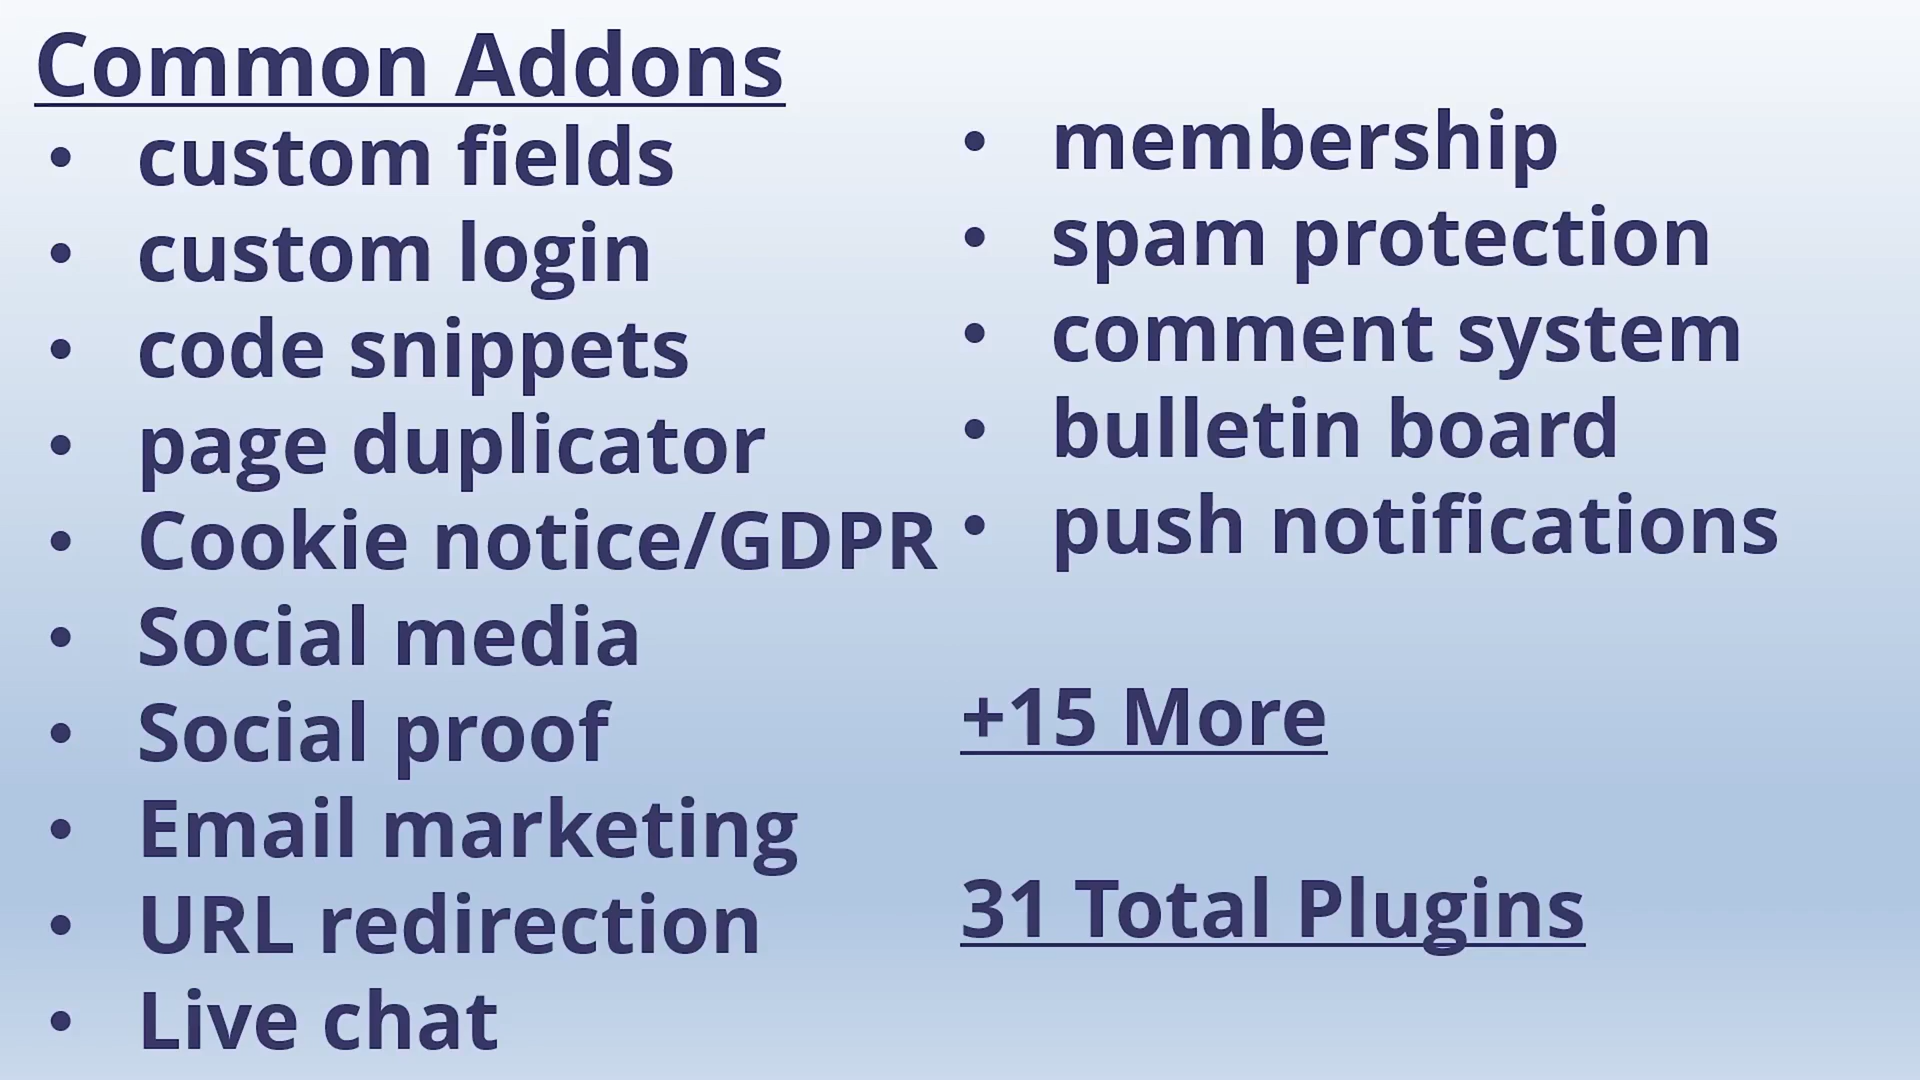 Common Addons
• custom fields
• custom login
• code snippets
• page duplicator
• Cookie notice/GDPR
• Social media
• Social proof
• Email marketing
• URL redirection
• Live chat
• membership
• spam protection
• comment system
• bulletin board
• push notifications
+15 More
31 Total Plugins